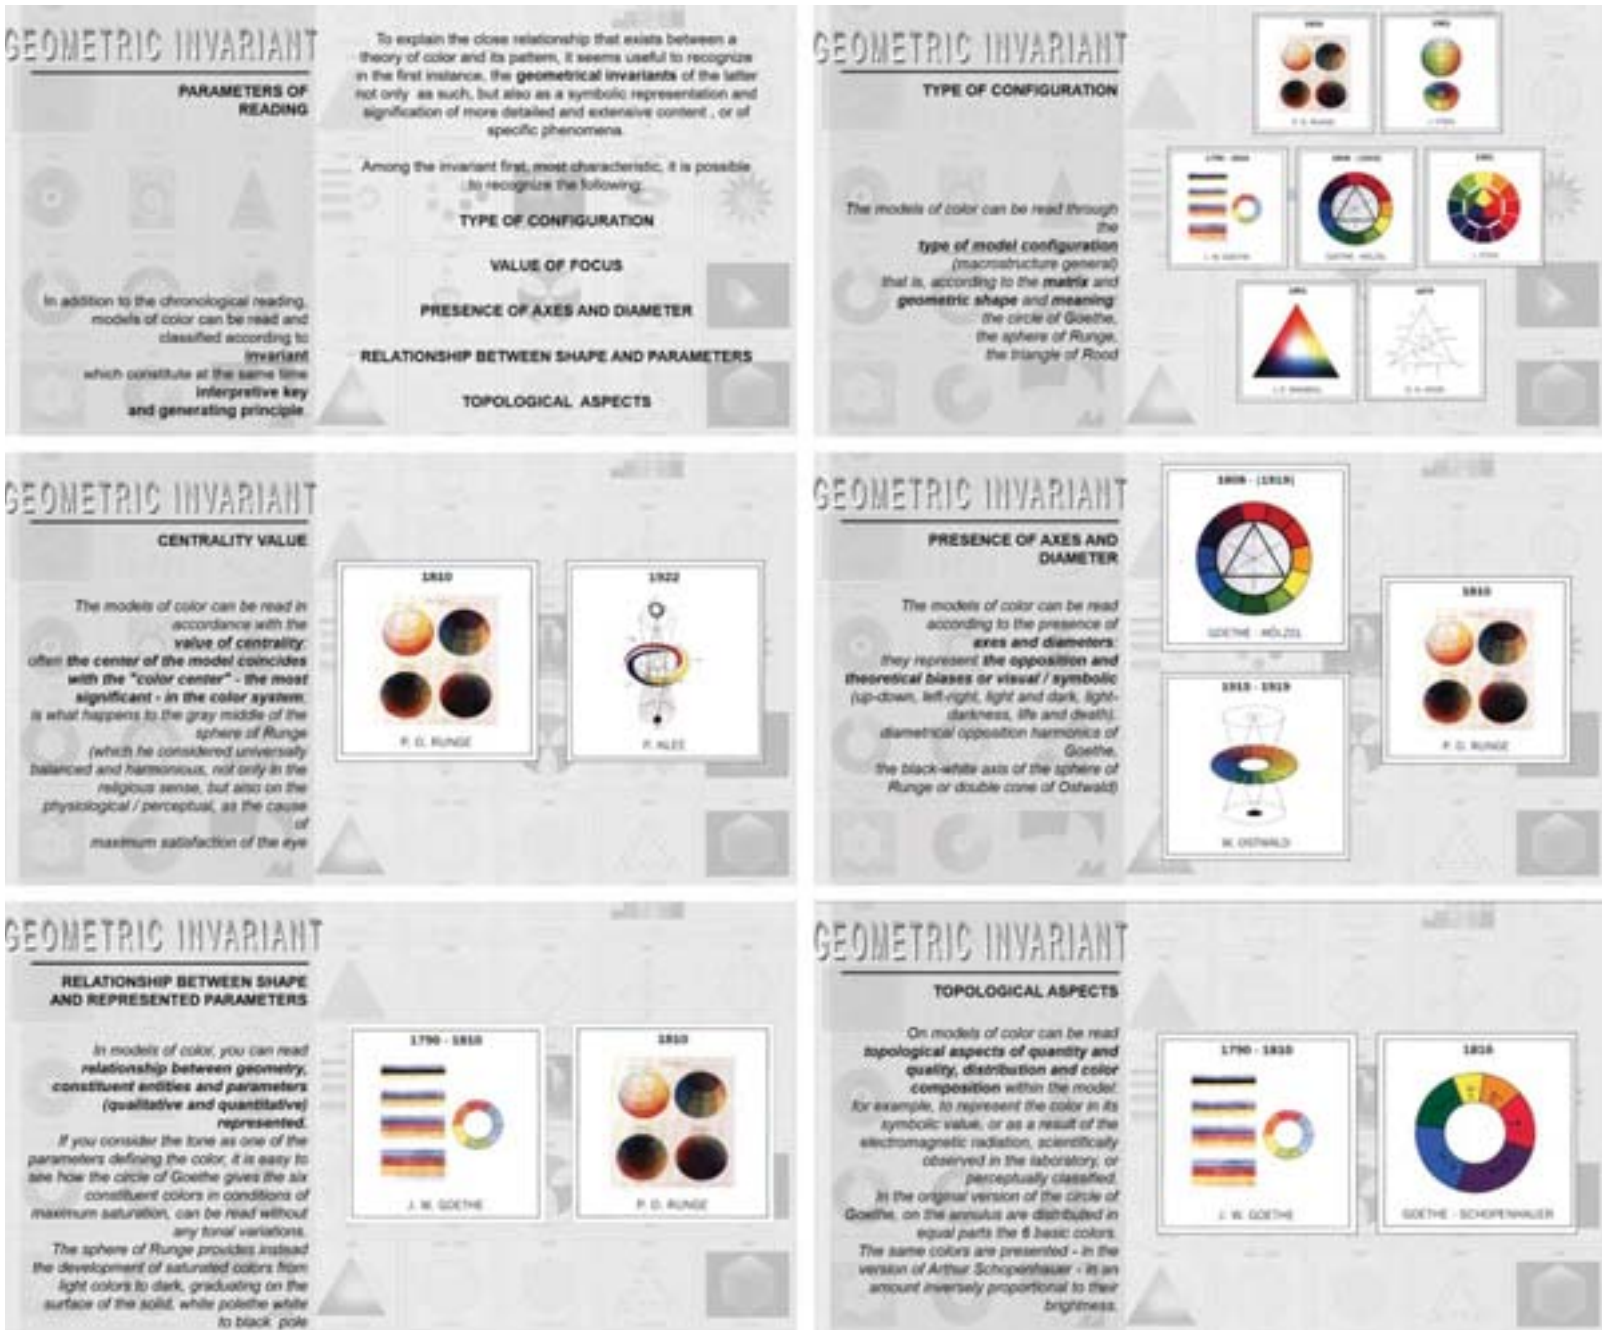 GEOMETRIC INVARIANT
PARAMETERS OF
READING
In addition to the chronological reading,
models of color can be read and
classified according to
invariant
which constitute at the same time
interpretive key
and generating principle.
To explain the close relationship that exists between a
theory of color and its pattern, it seems useful to recognize
in the first instance, the geometrical invariants of the latter
not only as such, but also as a symbolic representation and
signification of more detailed and extensive content , or of
specific phenomena.
Among the invariant first, most characteristic, it is possible
to recognize the following:
TYPE OF CONFIGURATION
VALUE OF FOCUS
PRESENCE OF AXES AND DIAMETER
RELATIONSHIP BETWEEN SHAPE AND PARAMETERS
TOPOLOGICAL ASPECTS
GEOMETRIC INVARIANT
TYPE OF CONFIGURATION
The models of color can be read through
the
type of model configuration
(macrostructure general)
that is, according to the matrix and
geometric shape and meaning:
the circle of Goethe,
the sphere of Runge,
the triangle of Rood
1790 - 1810
J. W. GOETHE
GOETHE - HÖLZEL
GEOMETRIC INVARIANT
CENTRALITY VALUE
The models of color can be read in
accordance with the
value of centrality:
often the center of the model coincides
with the "color center" - the most
significant - in the color system:
is what happens to the gray middle of the
sphere of Runge
(which he considered universally
balanced and harmonious, not only in the
religious sense, but also on the
physiological / perceptual, as the cause
of
maximum satisfaction of the eye
1810
P. O. RUNGE
1922
P. KLEE
GEOMETRIC INVARIANT
PRESENCE OF AXES AND
DIAMETER
The models of color can be read
according to the presence of
axes and diameters:
they represent the opposition and
theoretical biases or visual / symbolic
(up-down, left-right, light and dark, light-
darkness, life and death).
diametrical opposition harmonics of
Goethe,
the black-white axis of the sphere of
Runge or double cone of Ostwald)
1809 - (1919)
GOETHE - HÖLZEL
1915 - 1919
W. OSTWALD
1810
P. O. RUNGE
GEOMETRIC INVARIANT
RELATIONSHIP BETWEEN SHAPE
AND REPRESENTED PARAMETERS
In models of color, you can read
relationship between geometry,
constituent entities and parameters
(qualitative and quantitative)
represented.
If you consider the tone as one of the
parameters defining the color, it is easy to
see how the circle of Goethe gives the six
constituent colors in conditions of
maximum saturation, can be read without
any tonal variations.
The sphere of Runge provides instead
the development of saturated colors from
light colors to dark, graduating on the
surface of the solid, white polethe white
to black pole
1790 - 1810
J. W. GOETHE
1810
P. O. RUNGE
GEOMETRIC INVARIANT
TOPOLOGICAL ASPECTS
On models of color can be read
topological aspects of quantity and
quality, distribution and color
composition within the model:
for example, to represent the color in its
symbolic value, or as a result of the
electromagnetic radiation, scientifically
observed in the laboratory, or
perceptually classified.
In the original version of the circle of
Goethe, on the annulus are distributed in
equal parts the 6 basic colors.
The same colors are presented - in the
version of Arthur Schopenhauer - in an
amount inversely proportional to their
brightness.
1790 - 1810
J. W. GOETHE
1816
GOETHE - SCHOPENHAUER